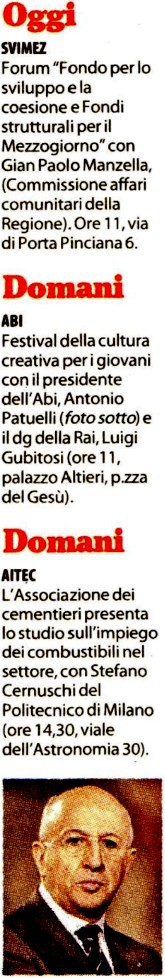 Oggi
SVIMEZ
Forum “Fondo per lo
sviluppo e la
coesione e Fondi
strutturali per il
Mezzogiorno” con
Gian Paolo Manzella,
(Commissione affari
comunitari della
Regione). Ore 11, via
di Porta Pinciana 6.
Domani
ABI
Festival della cultura
creativa per i giovani
con il presidente
dell’Abi, Antonio
Patuelli (foto sotto) e
il dg della Rai, Luigi
Gubitosi (ore 11,
palazzo Altieri, p.zza
del Gesù).
Domani
AITEC
L’Associazione dei
cementieri presenta
lo studio sull’impiego
dei combustibili nel
settore, con Stefano
Cernuschi del
Politecnico di Milano
(ore 14,30, viale
dell’Astronomia 30).